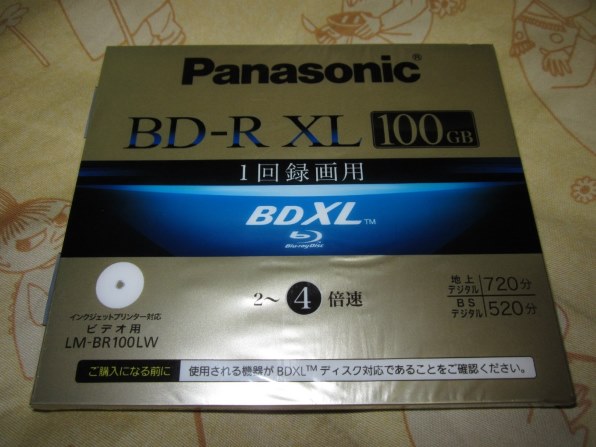 Panasonic®
BD-R XL 100GB
1回録画用
BDXL™
Blu-ray Disc
インクジェットプリンター対応
ビデオ用
LM-BR100LW
2～4倍速
地上デジタル 720分
BSデジタル 520分
ご購入になる前に 使用される機器がBDXL™ディスク対応であることをご確認ください。